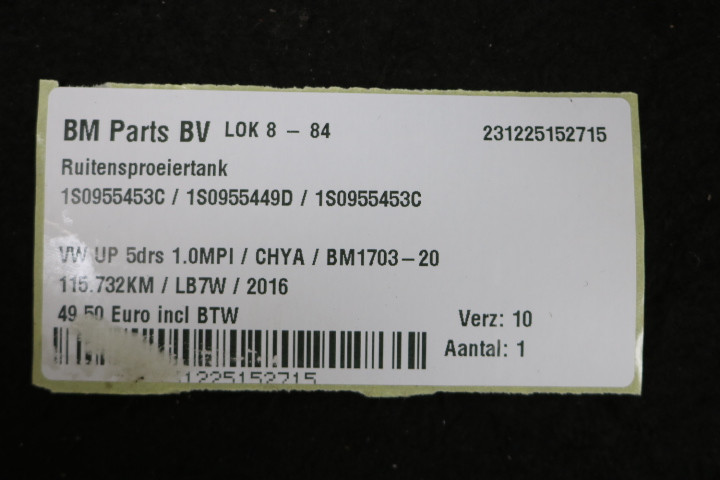 BM Parts BV LOK 8 - 84 231225152715
Ruitensproeiertank
1S0955453C / 1S0955449D / 1S0955453C
VW UP 5drs 1.0MPI / CHYA / BM1703-20
115.732KM / LB7W / 2016
49.50 Euro incl BTW
Verz: 10
Aantal: 1
1225152715